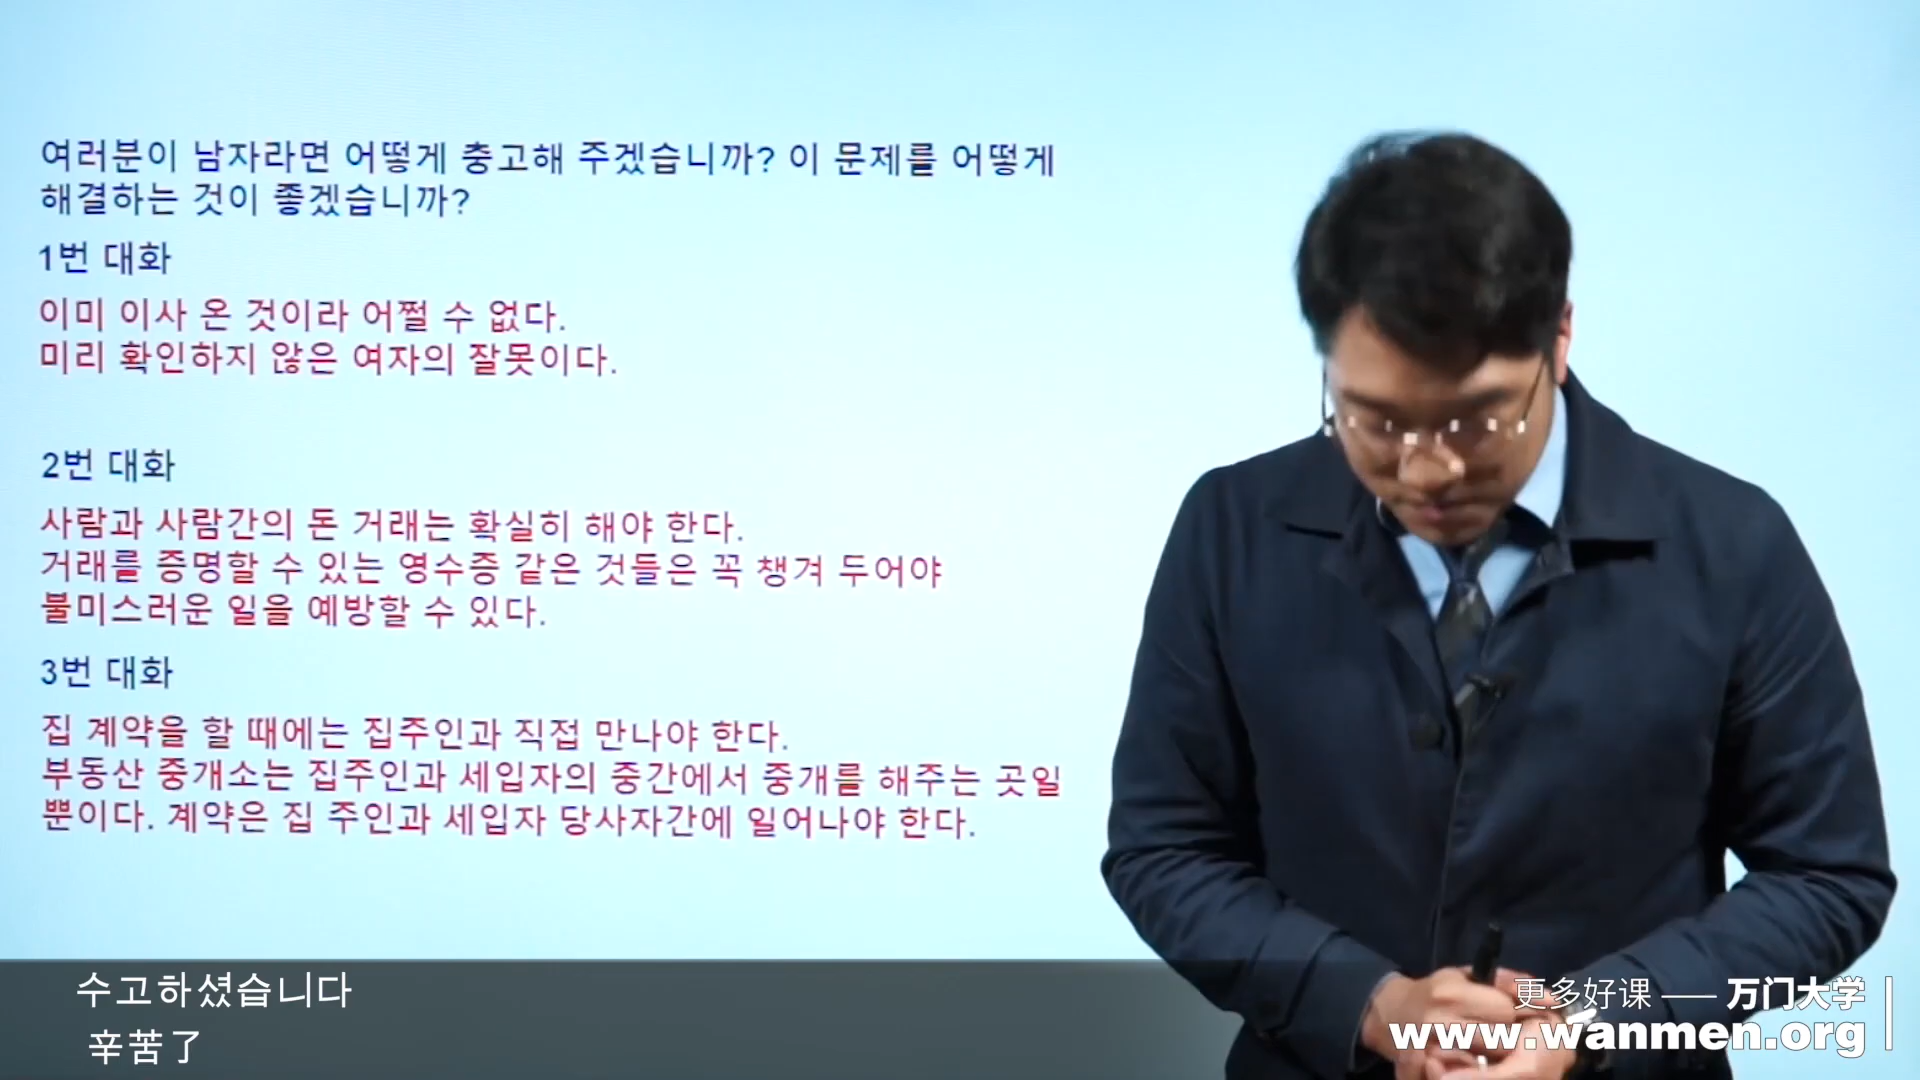 여러분이 남자라면 어떻게 충고해 주겠습니까? 이 문제를 어떻게
해결하는 것이 좋겠습니까?
1번 대화
이미 이사 온 것이라 어쩔 수 없다.
미리 확인하지 않은 여자의 잘못이다.
2번 대화
사람과 사람간의 돈 거래는 확실히 해야 한다.
거래를 증명할 수 있는 영수증 같은 것들은 꼭 챙겨 두어야
불미스러운 일을 예방할 수 있다.
3번 대화
집 계약을 할 때에는 집주인과 직접 만나야 한다.
부동산 중개소는 집주인과 세입자의 중간에서 중개를 해주는 곳일
뿐이다. 계약은 집 주인과 세입자 당사자간에 일어나야 한다.
수고하셨습니다
辛苦了
更多好课 —— 万门大学
www.wanmen.org